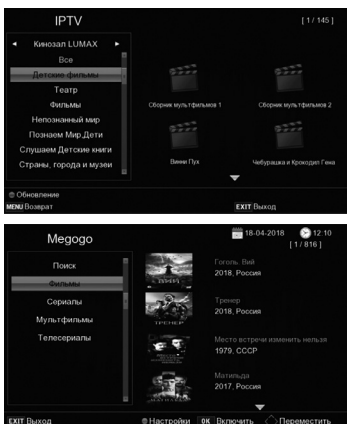 IPTV
[ 1 / 145 ]
Кинозал LUMAX
Все
Детские фильмы
Театр
Фильмы
Непознанный мир
Познаем Мир.Дети
Слушаем Детские книги
Страны, города и музеи
Сборник мультфильмов 1
Сборник мультфильмов 2
Винни Пух
Чебурашка и Крокодил Гена
Обновление
MENU Возврат
EXIT Выход
Megogo
18-04-2018
12:10
[ 1 / 816 ]
Поиск
Фильмы
Сериалы
Мультфильмы
Телесериалы
Гоголь. Вий
2018, Россия
ТРЕНЕР
Тренер
2018, Россия
Место встречи изменить нельзя
1979, СССР
Матильда
2017, Россия
EXIT Выход
Настройки
OK Включить
Переместить